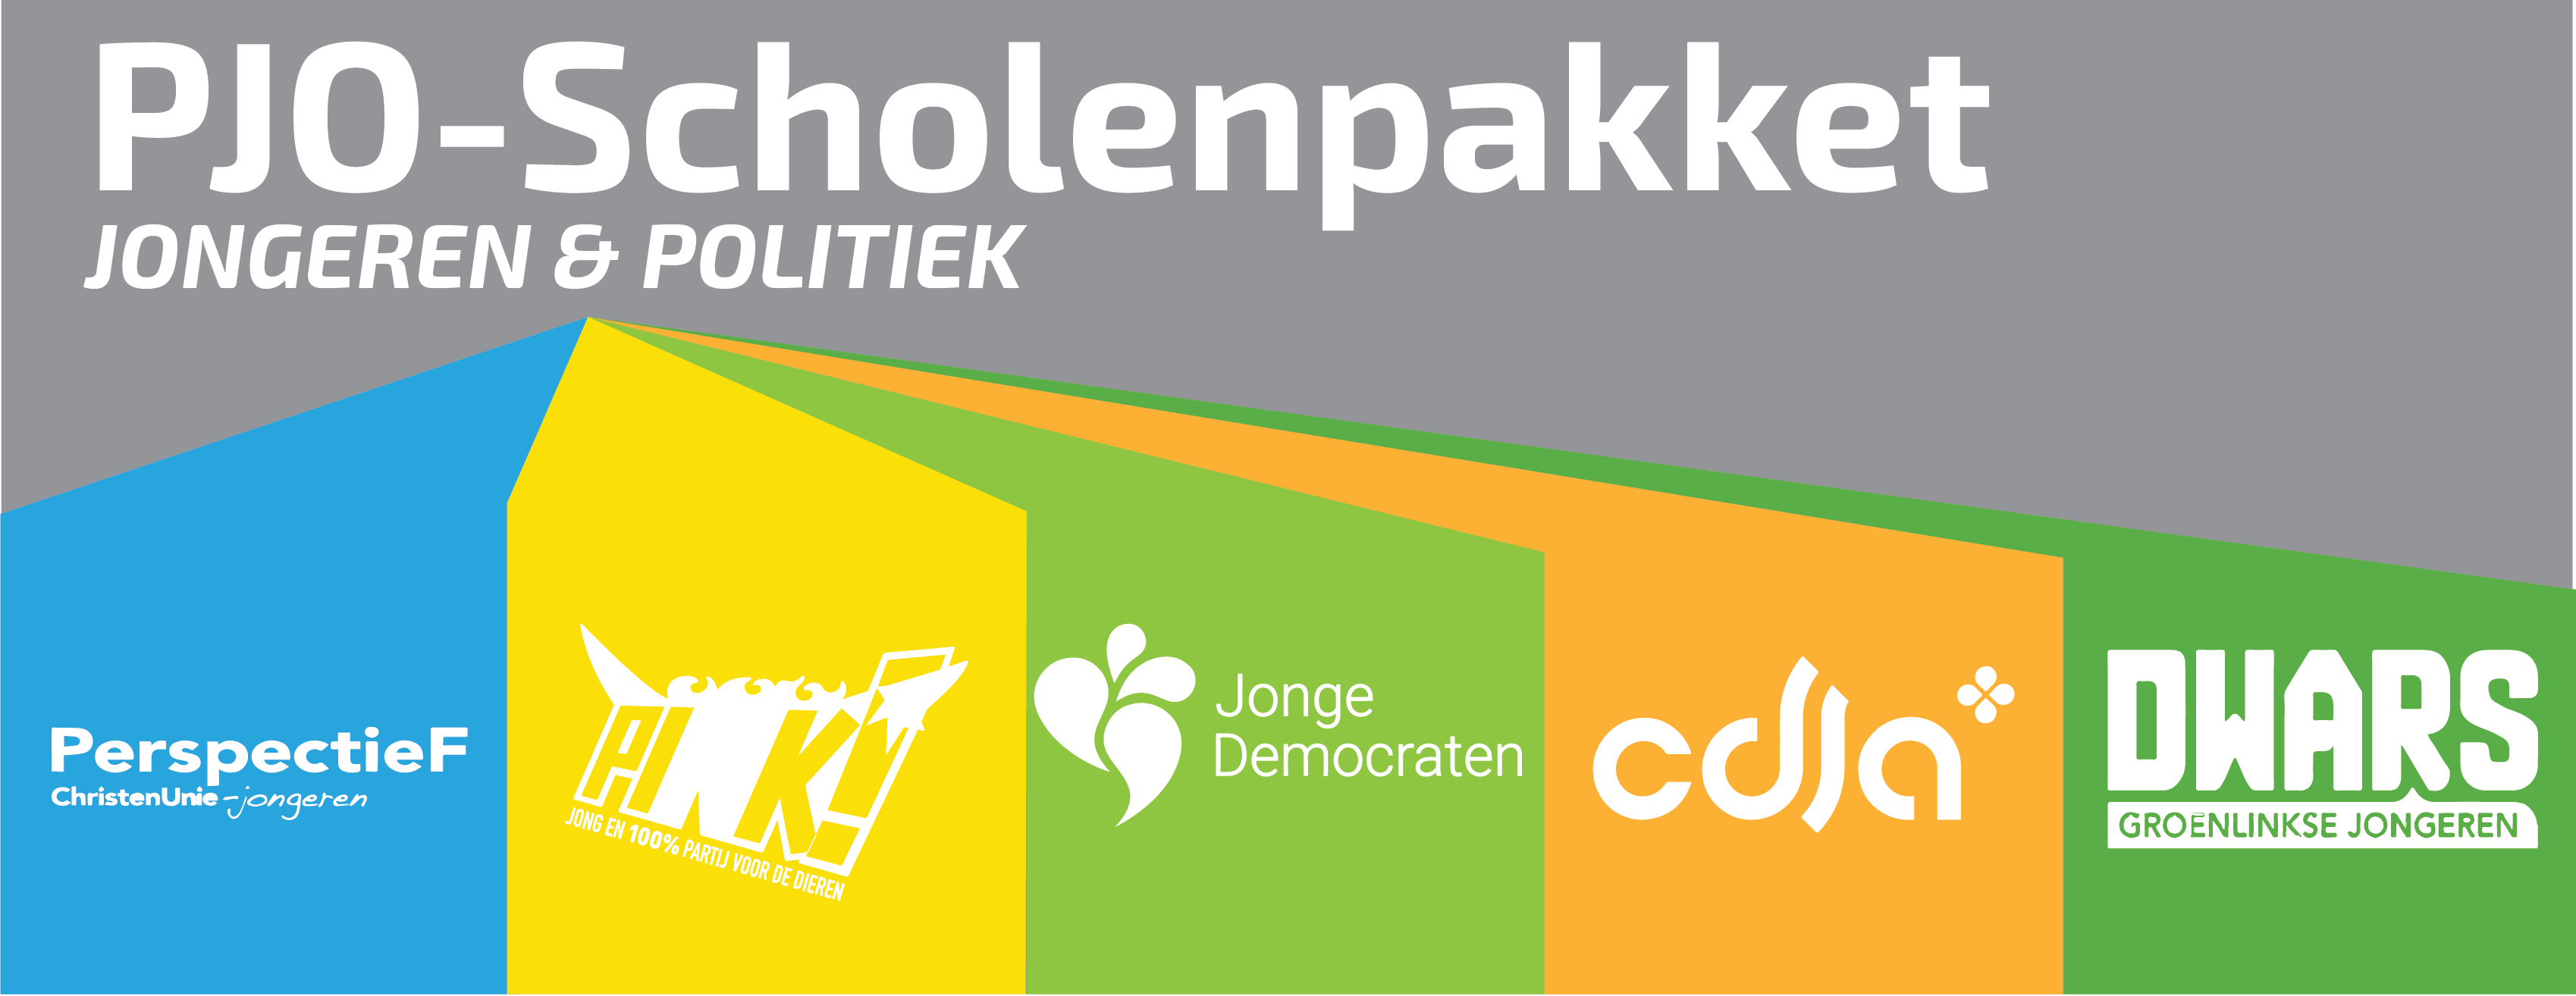 PJO-Scholenpakket
JONGEREN & POLITIEK
PerspectieF
ChristenUnie-jongeren
PINK!
JONG EN 100% PARTIJ VOOR DE DIEREN
Jonge
Democraten
cdja
DWARS
GROENLINKSE JONGEREN